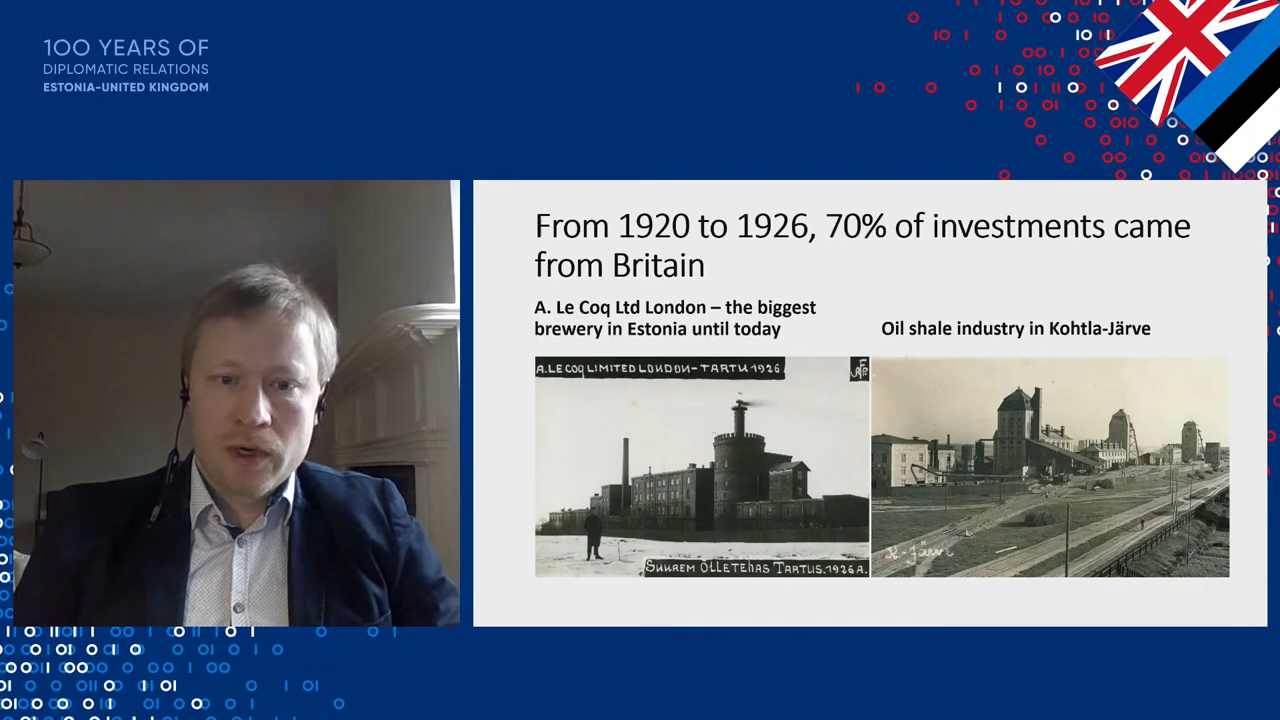 100 YEARS OF
DIPLOMATIC RELATIONS
ESTONIA-UNITED KINGDOM
From 1920 to 1926, 70% of investments came
from Britain
A. Le Coq Ltd London – the biggest
brewery in Estonia until today
Oil shale industry in Kohtla-Järve
A. LE COQ LIMITED LONDON – TARTU 1926
SUUREM ÕLLETEHAS TARTUS. 1926 A.
K-Järve